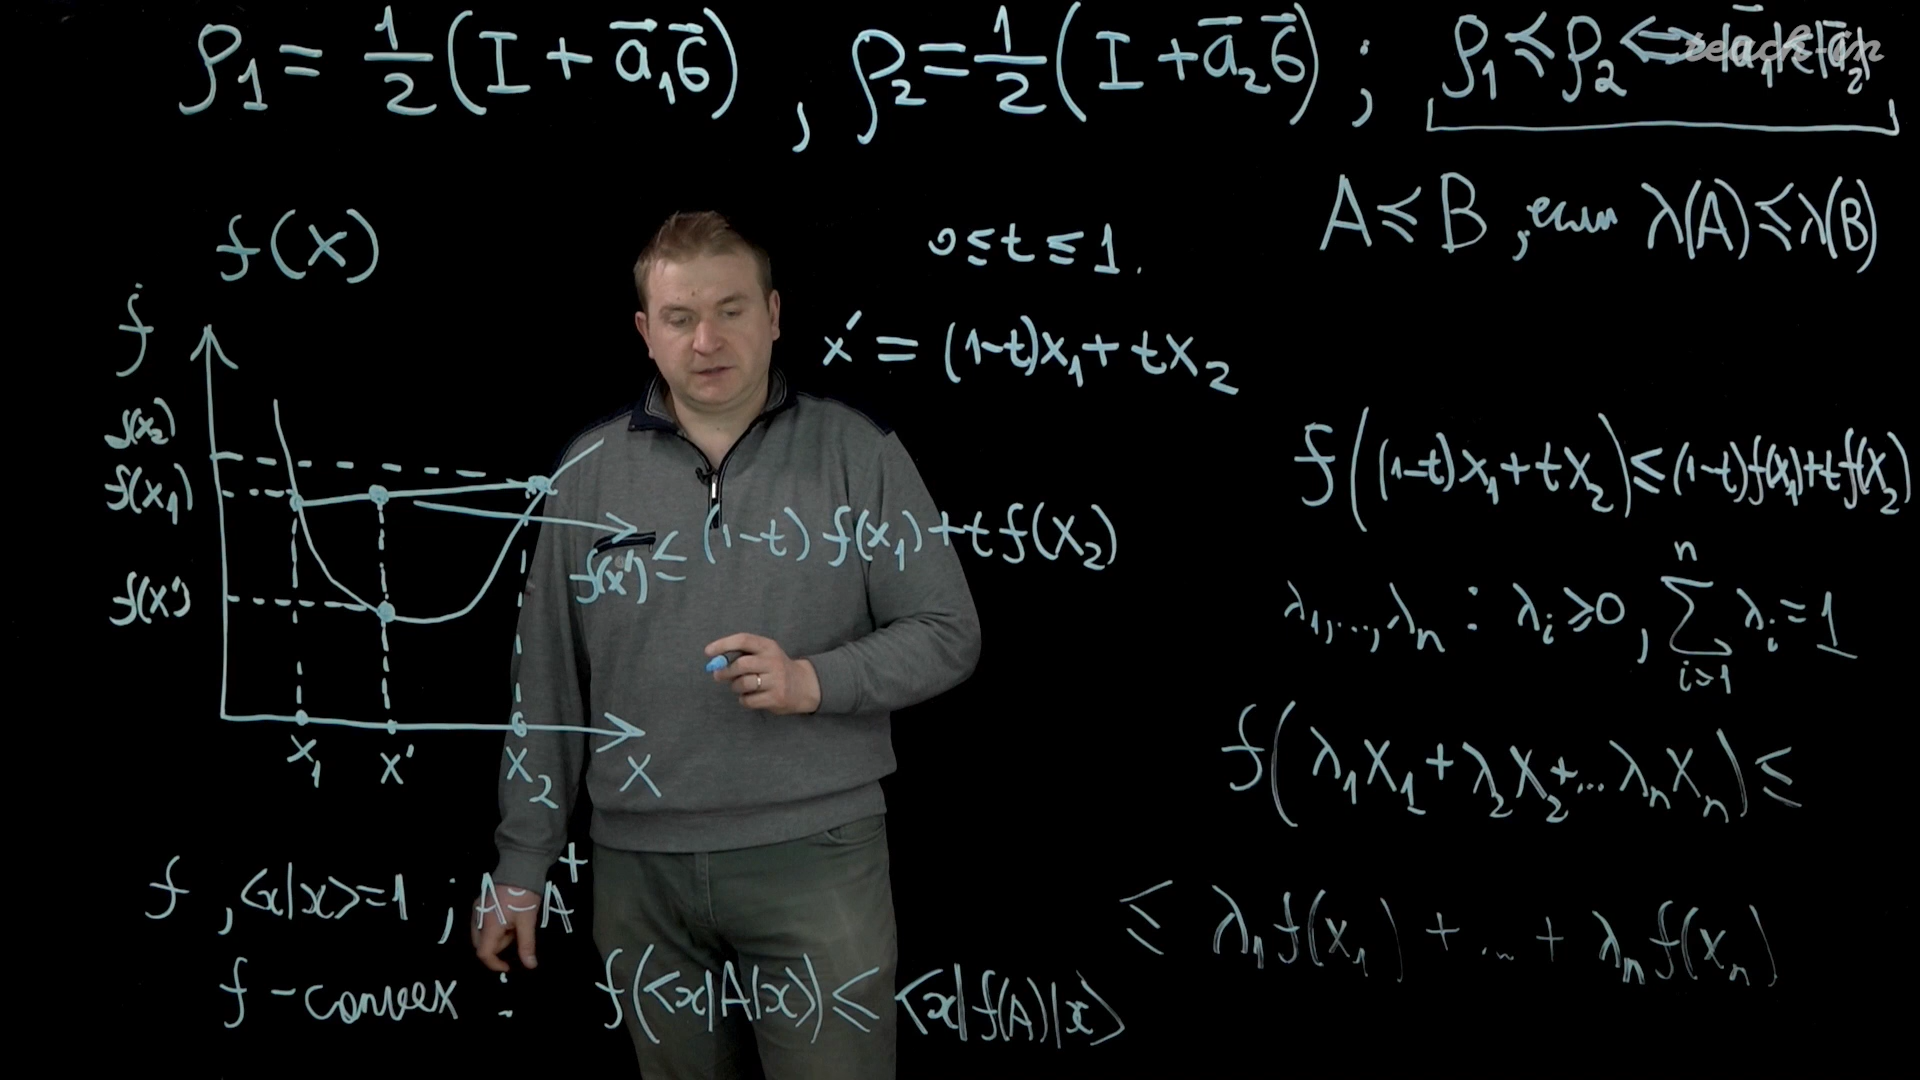 ρ₁ = 1/2 (I + a⃗₁σ⃗) , ρ₂ = 1/2 (I + a⃗₂σ⃗) ; ρ₁ ≼ ρ₂ ⟺ |a̅₁| ≤ |a̅₂|
teach-in
A ≼ B , если λ(A) ≼ λ(B)
f(x)
0 ≤ t ≤ 1.
x′ = (1-t)x₁ + tx₂
f
f(x₂)
f(x₁)
f(x′)
x₁ x′ x₂ x
f(x′) ≤ (1-t) f(x₁) + t f(x₂)
f((1-t)x₁ + tx₂) ≤ (1-t)f(x₁) + tf(x₂)
λ₁,...,λₙ : λᵢ ≥ 0, ∑ᵢ₌₁ⁿ λᵢ = 1
f(λ₁x₁ + λ₂x₂ + ... λₙxₙ) ≤
≤ λ₁f(x₁) + ... + λₙf(xₙ)
f , <x|x> = 1 ; A = A⁺
f - convex : f(<x|A|x>) ≤ <x|f(A)|x>